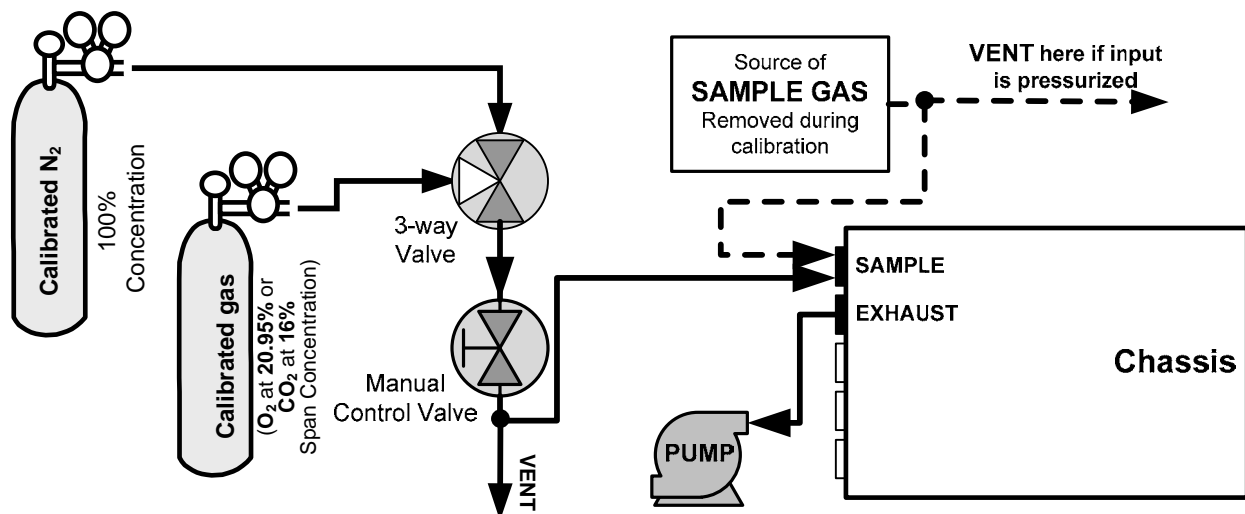 Calibrated N₂
100%
Concentration
Calibrated gas
(O₂ at 20.95% or
CO₂ at 16%
Span Concentration)
3-way
Valve
Manual
Control Valve
VENT
Source of
SAMPLE GAS
Removed during
calibration
VENT here if input
is pressurized
SAMPLE
EXHAUST
Chassis
PUMP